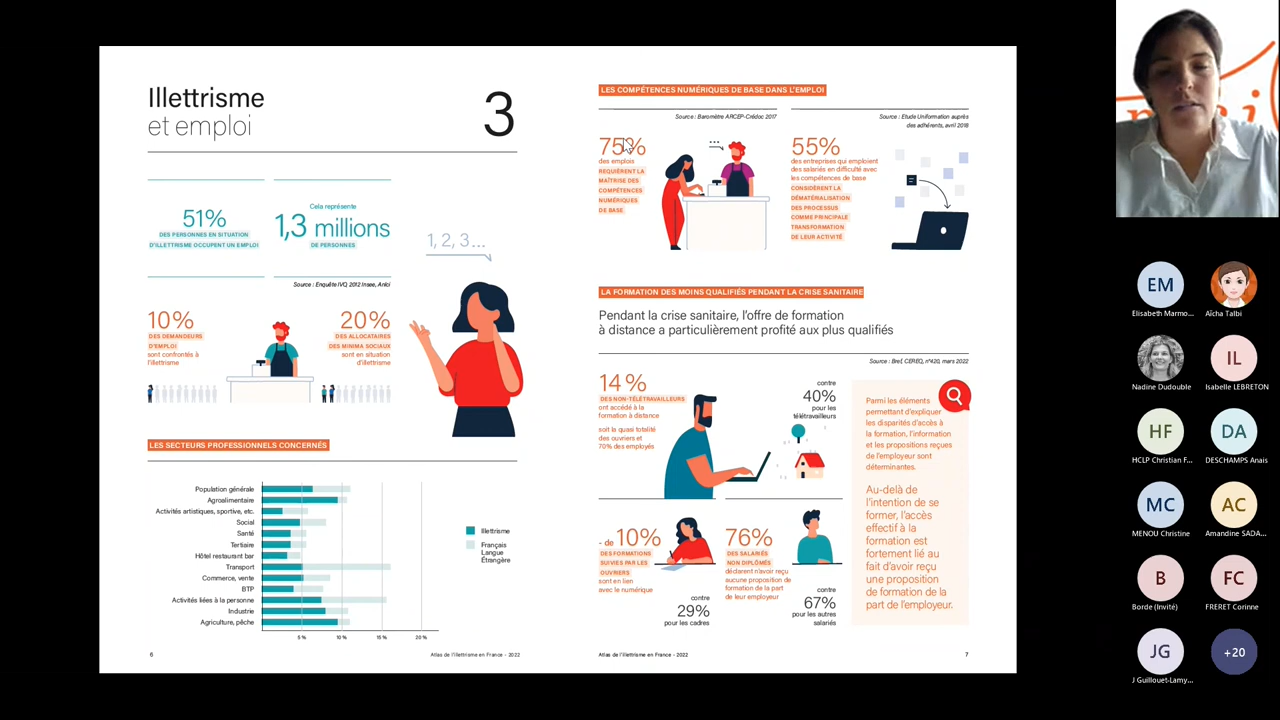 Illettrisme
et emploi
3
51%
DES PERSONNES EN SITUATION
D'ILLETTRISME OCCUPENT UN EMPLOI
Cela représente
1,3 millions
DE PERSONNES
Source : Enquête IVQ 2012 Insee, Anlci
1, 2, 3...
10%
DES DEMANDEURS
D'EMPLOI
sont confrontés à
l'illettrisme
20%
DES ALLOCATAIRES
DES MINIMA SOCIAUX
sont en situation
d'illettrisme
LES SECTEURS PROFESSIONNELS CONCERNÉS
Population générale
Agroalimentaire
Activités artistiques, sportive, etc.
Social
Santé
Tertiaire
Hôtel restaurant bar
Transport
Commerce, vente
BTP
Activités liées à la personne
Industrie
Agriculture, pêche
5 %
10 %
15 %
20 %
Illettrisme
Français
Langue
Étrangère
6
Atlas de l'illettrisme en France - 2022
LES COMPÉTENCES NUMÉRIQUES DE BASE DANS L'EMPLOI
Source : Baromètre ARCEP-Crédoc 2017
75%
des emplois
REQUIÈRENT LA
MAÎTRISE DES
COMPÉTENCES
NUMÉRIQUES
DE BASE
Source : Etude Uniformation auprès
des adhérents, avril 2018
55%
des entreprises qui emploient
des salariés en difficulté avec
les compétences de base
CONSIDÈRENT LA
DÉMATÉRIALISATION
DES PROCESSUS
COMME PRINCIPALE
TRANSFORMATION
DE LEUR ACTIVITÉ
LA FORMATION DES MOINS QUALIFIÉS PENDANT LA CRISE SANITAIRE
Pendant la crise sanitaire, l'offre de formation
à distance a particulièrement profité aux plus qualifiés
Source : Bref, CEREQ, n°420, mars 2022
14 %
DES NON-TÉLÉTRAVAILLEURS
ont accédé à la
formation à distance
soit la quasi totalité
des ouvriers et
70% des employés
contre
40%
pour les
télétravailleurs
- de 10%
DES FORMATIONS
SUIVIES PAR LES
OUVRIERS
sont en lien
avec le numérique
contre
29%
pour les cadres
76%
DES SALARIÉS
NON DIPLÔMÉS
déclarent n'avoir reçu
aucune proposition de
formation de la part
de leur employeur
contre
67%
pour les autres
salariés
Parmi les éléments
permettant d'expliquer
les disparités d'accès à
la formation, l'information
et les propositions reçues
de l'employeur sont
déterminantes.
Au-delà de
l'intention de se
former, l'accès
effectif à la
formation est
fortement lié au
fait d'avoir reçu
une proposition
de formation de la
part de l'employeur.
Atlas de l'illettrisme en France - 2022
7
EM
Elisabeth Marmo...
Aïcha Talbi
Nadine Dudouble
IL
Isabelle LEBRETON
HF
HCLP Christian F...
DA
DESCHAMPS Anais
MC
MENOU Christine
AC
Amandine SADA...
B
Borde (Invité)
FC
FRERET Corinne
JG
J Guillouet-Lamy...
+20